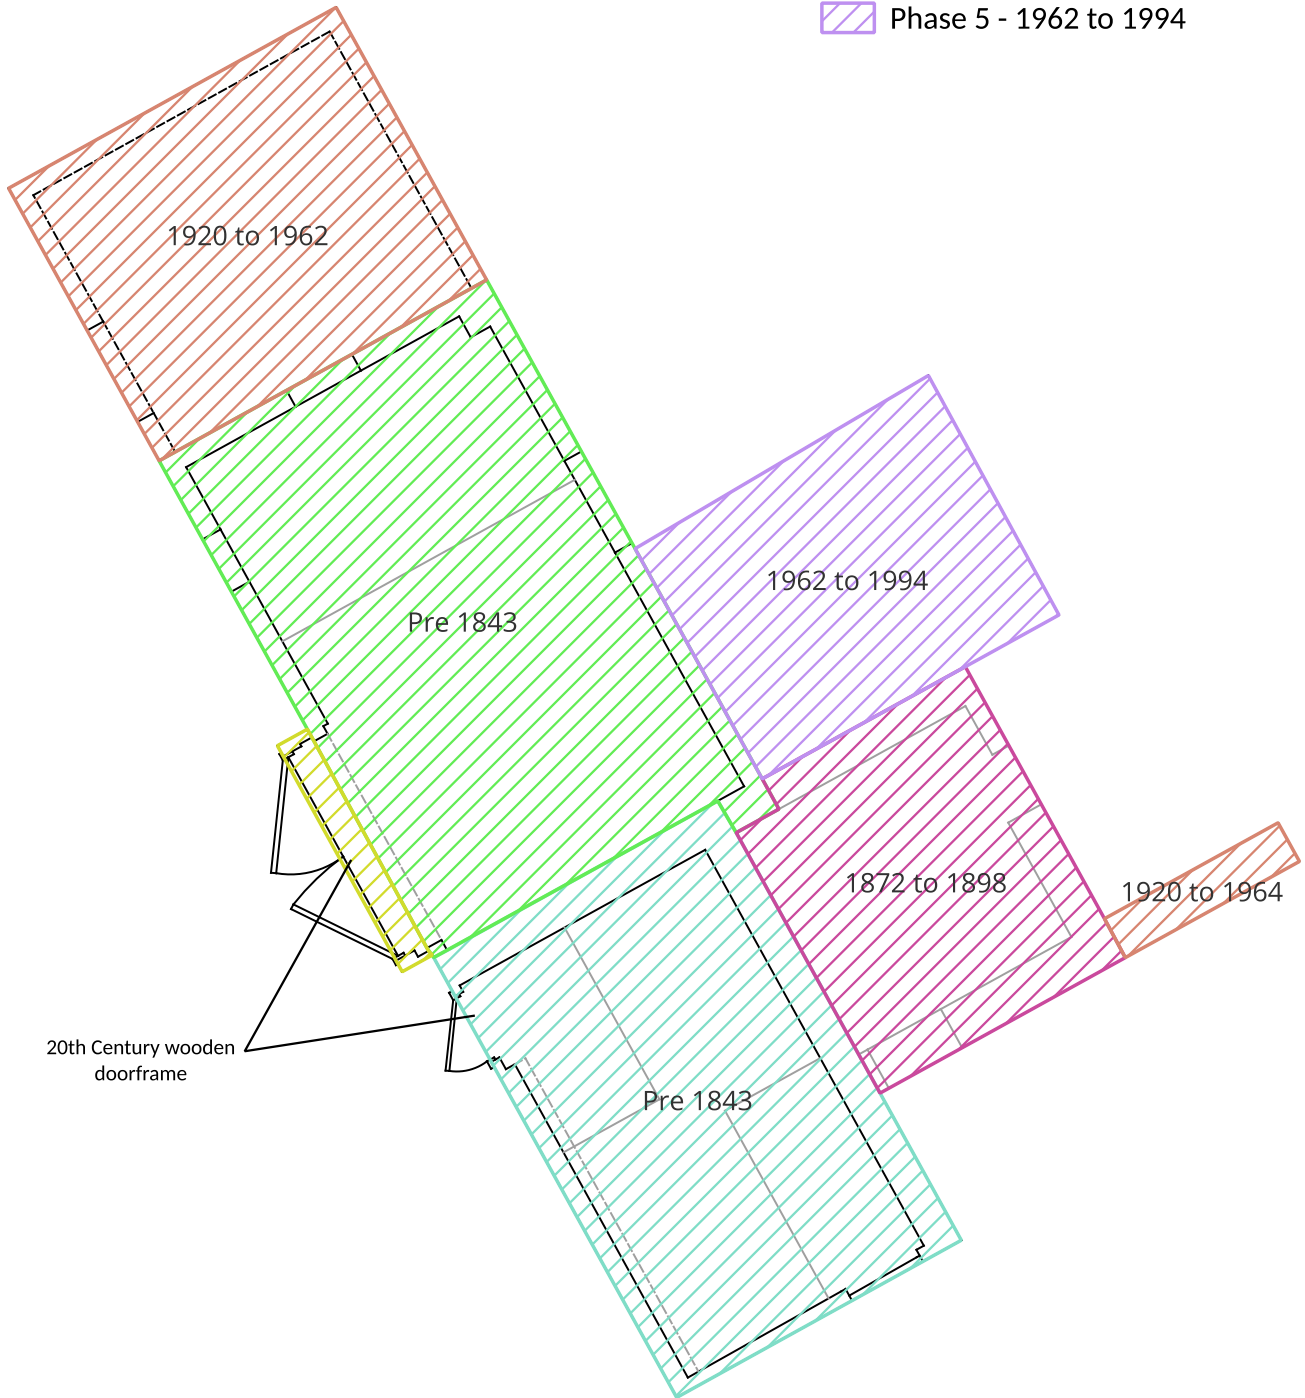 Phase 5 - 1962 to 1994
1920 to 1962
1962 to 1994
Pre 1843
1872 to 1898
1920 to 1964
20th Century wooden
doorframe
Pre 1843